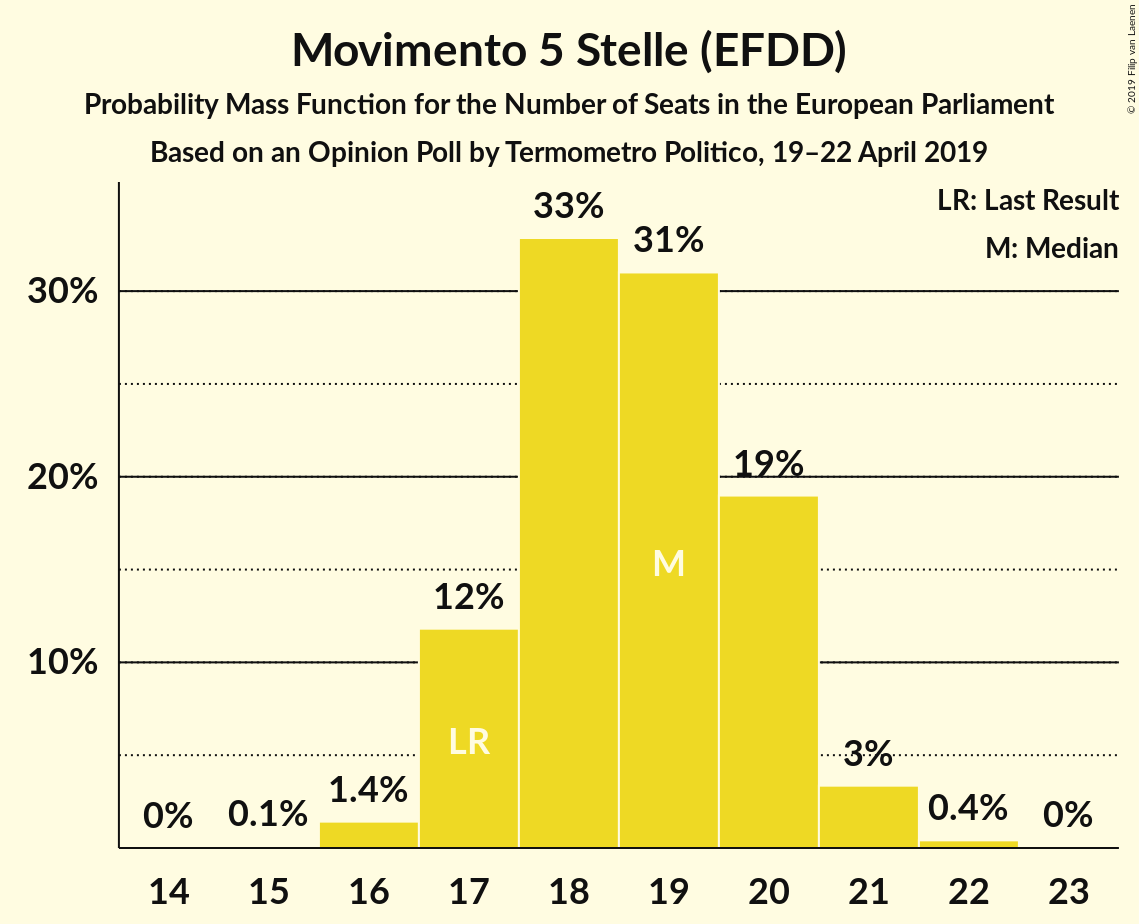 Movimento 5 Stelle (EFDD)
Probability Mass Function for the Number of Seats in the European Parliament
Based on an Opinion Poll by Termometro Politico, 19–22 April 2019
© 2019 Filip van Laenen
LR: Last Result
M: Median
33%
31%
30%
20%
19%
M
12%
10%
LR
3%
1.4%
0%
0.1%
0.4%
0%
14 15 16 17 18 19 20 21 22 23